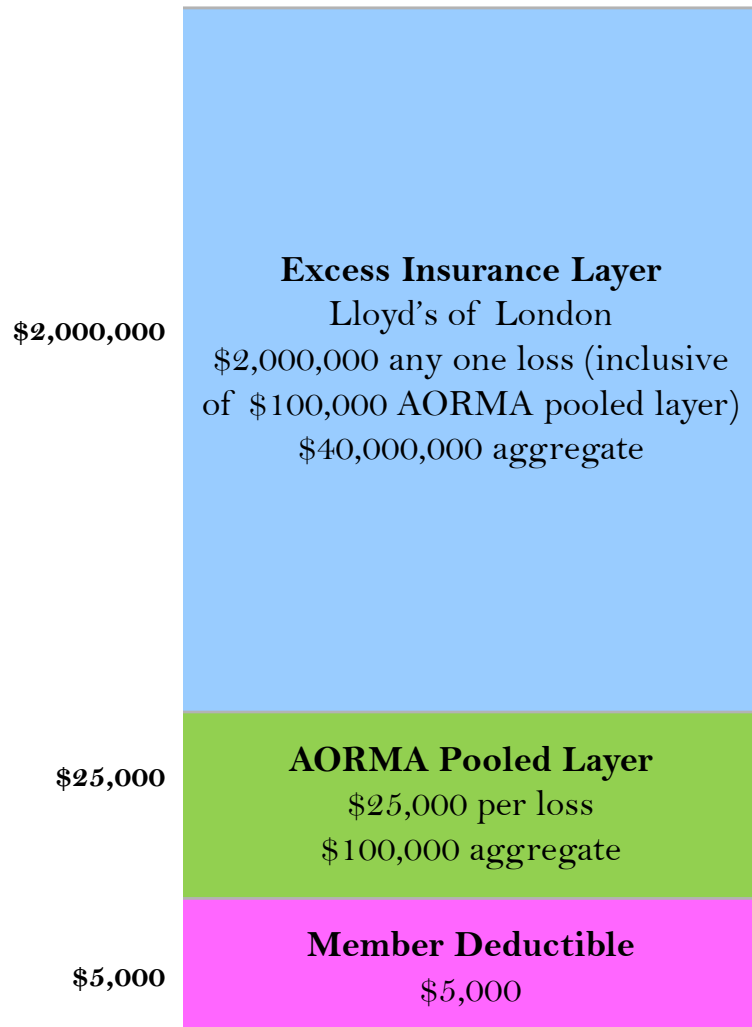 Excess Insurance Layer
Lloyd's of London
$2,000,000
$2,000,000 any one loss (inclusive
of $100,000 AORMA pooled layer)
$40,000,000 aggregate
AORMA Pooled Layer
$25,000
$25,000 per loss
$100,000 aggregate
Member Deductible
$5,000
$5,000